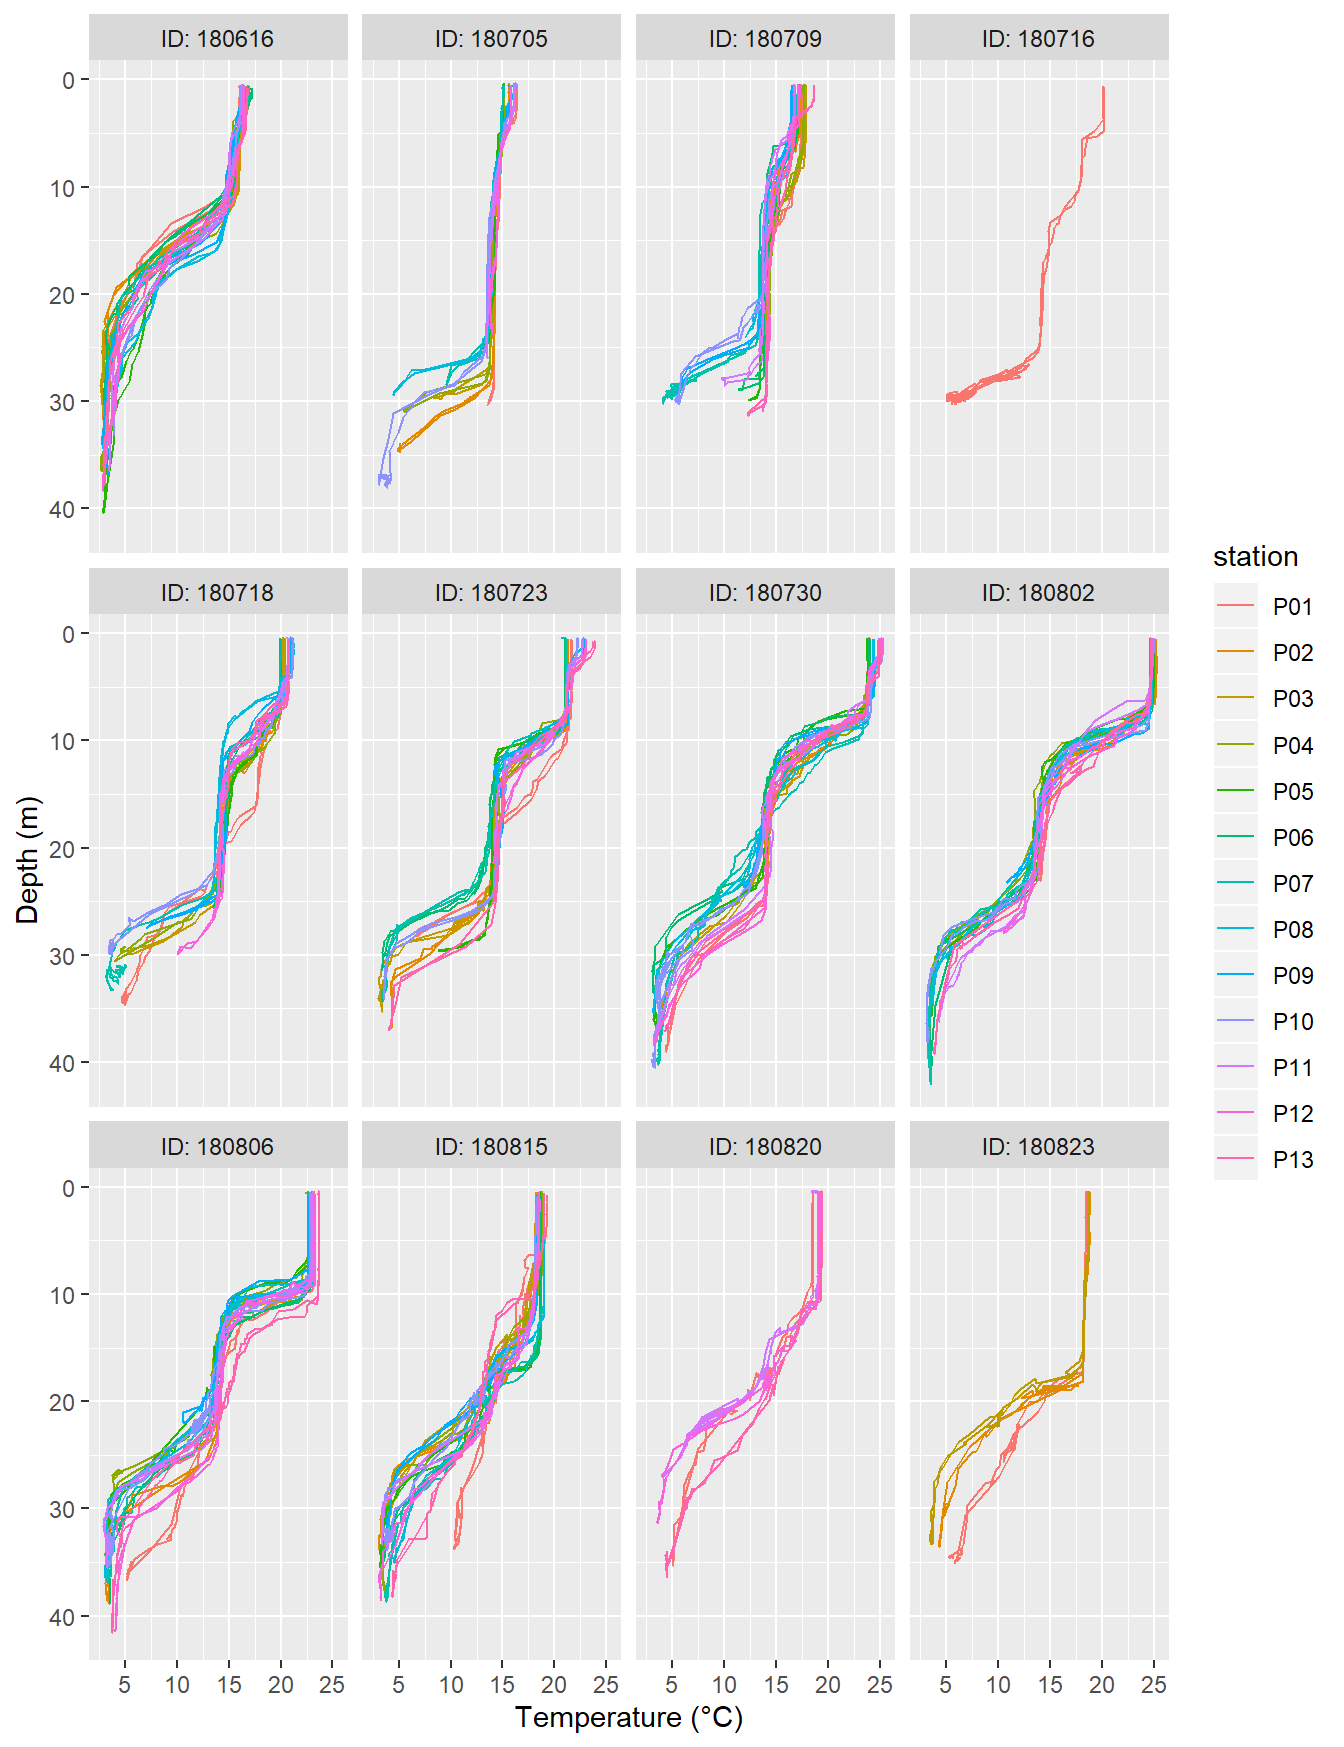 ID: 180616
ID: 180705
ID: 180709
ID: 180716
0
10
20
30
40
ID: 180718
ID: 180723
ID: 180730
ID: 180802
0
10
20
30
40
ID: 180806
ID: 180815
ID: 180820
ID: 180823
0
10
20
30
40
5 10 15 20 25
5 10 15 20 25
5 10 15 20 25
5 10 15 20 25
Temperature (°C)
Depth (m)
station
P01
P02
P03
P04
P05
P06
P07
P08
P09
P10
P11
P12
P13